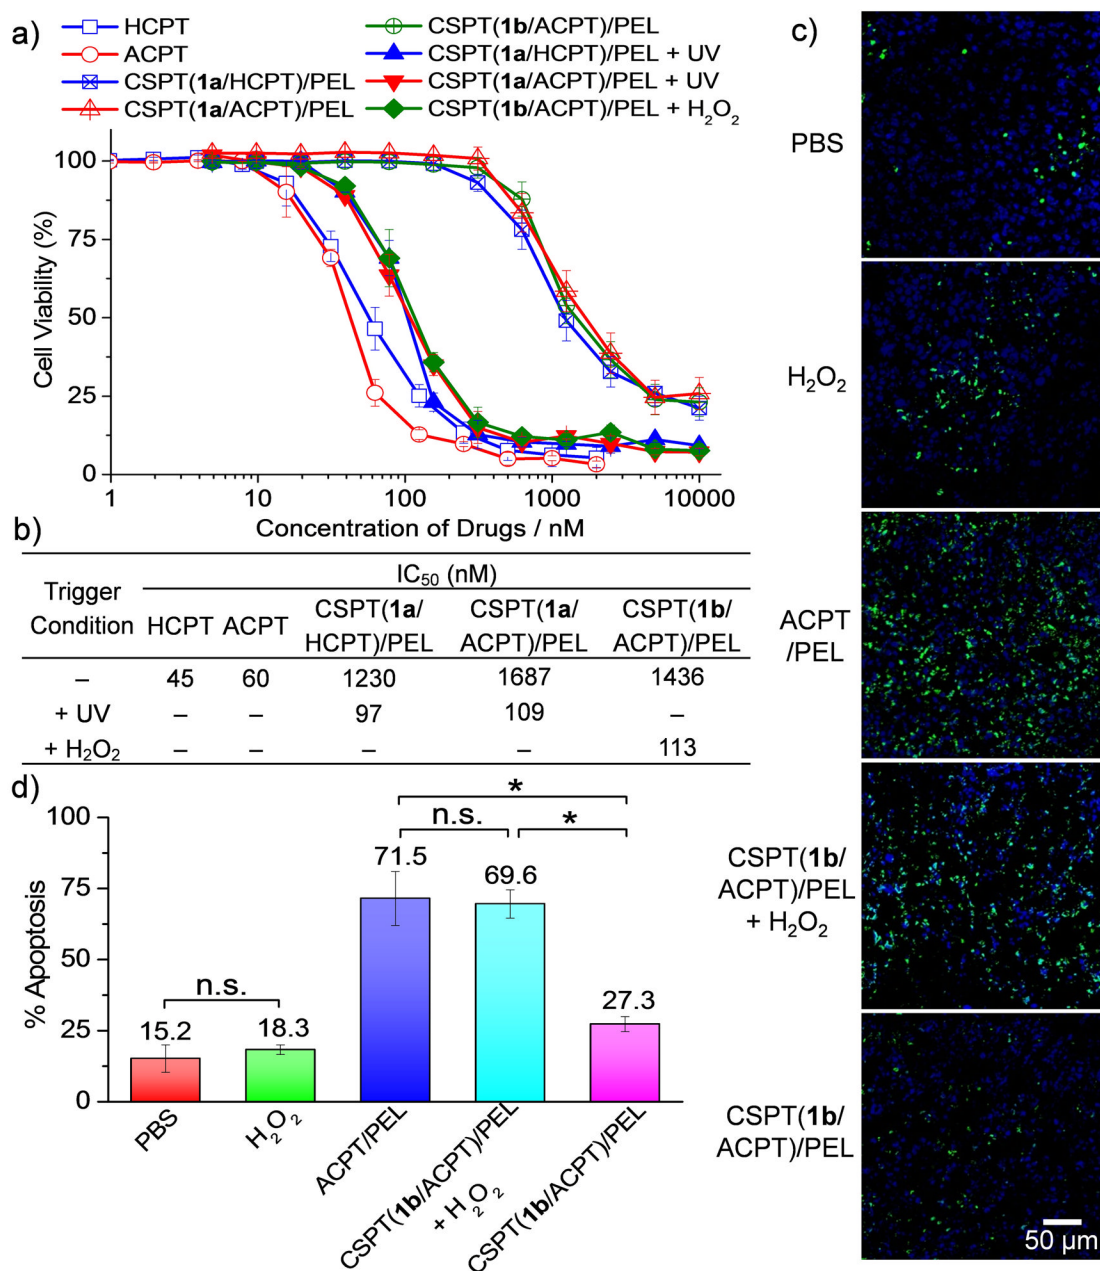 a)
HCPT
ACPT
CSPT(1a/HCPT)/PEL
CSPT(1a/ACPT)/PEL
CSPT(1b/ACPT)/PEL
CSPT(1a/HCPT)/PEL + UV
CSPT(1a/ACPT)/PEL + UV
CSPT(1b/ACPT)/PEL + H₂O₂
Cell Viability (%)
100
75
50
25
0
1
10
100
1000
10000
Concentration of Drugs / nM
b)
Trigger Condition
IC₅₀ (nM)
HCPT ACPT CSPT(1a/HCPT)/PEL CSPT(1a/ACPT)/PEL CSPT(1b/ACPT)/PEL
– 45 60 1230 1687 1436
+ UV – – 97 109 –
+ H₂O₂ – – – – 113
d)
% Apoptosis
100
75
50
25
0
n.s.
n.s.
*
*
15.2
18.3
71.5
69.6
27.3
PBS
H₂O₂
ACPT/PEL
CSPT(1b/ACPT)/PEL
+ H₂O₂
CSPT(1b/ACPT)/PEL
c)
PBS
H₂O₂
ACPT
/PEL
CSPT(1b/
ACPT)/PEL
+ H₂O₂
CSPT(1b/
ACPT)/PEL
50 µm